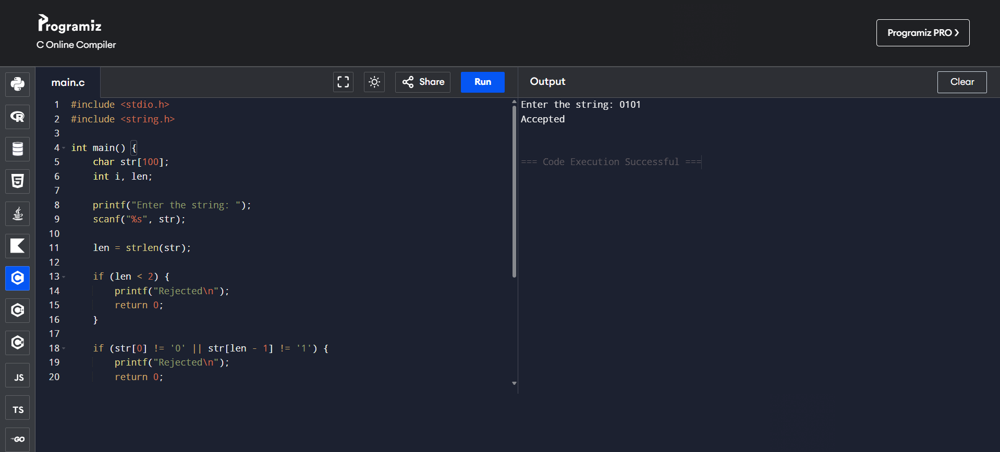 Programiz
C Online Compiler
Programiz PRO ❯
main.c
Share
Run
Output
Clear
1 #include <stdio.h>
2 #include <string.h>
3
4 int main() {
5     char str[100];
6     int i, len;
7
8     printf("Enter the string: ");
9     scanf("%s", str);
10
11     len = strlen(str);
12
13     if (len < 2) {
14         printf("Rejected\n");
15         return 0;
16     }
17
18     if (str[0] != '0' || str[len - 1] != '1') {
19         printf("Rejected\n");
20         return 0;
Enter the string: 0101
Accepted
=== Code Execution Successful ===
R
5
C
C
C
JS
TS
GO